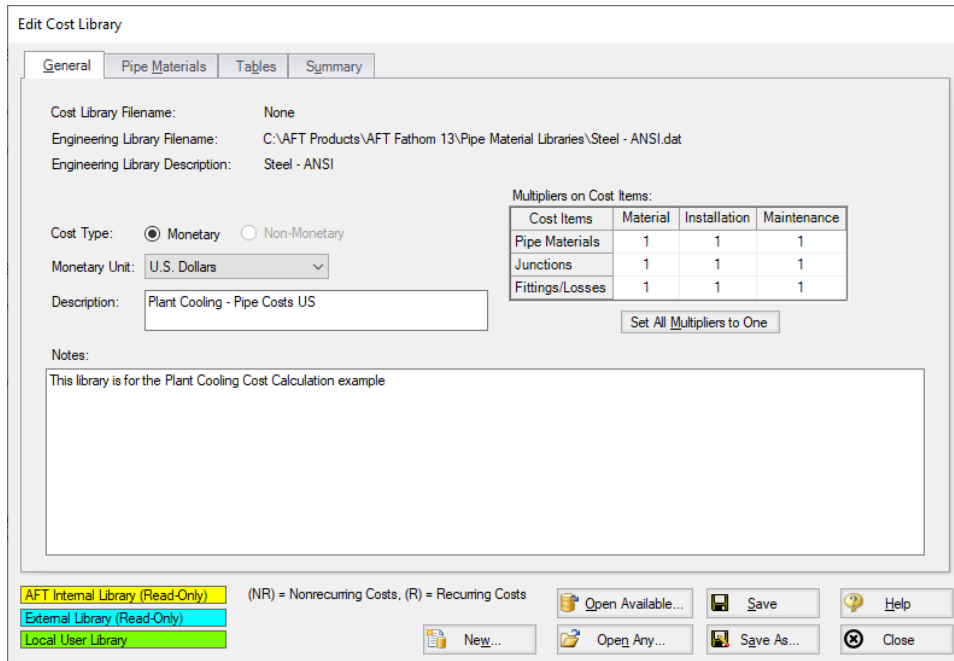 Edit Cost Library
General Pipe Materials Tables Summary
Cost Library Filename: None
Engineering Library Filename: C:\AFT Products\AFT Fathom 13\Pipe Material Libraries\Steel - ANSI.dat
Engineering Library Description: Steel - ANSI
Multipliers on Cost Items:
Cost Items Material Installation Maintenance
Pipe Materials 1 1 1
Junctions 1 1 1
Fittings/Losses 1 1 1
Set All Multipliers to One
Cost Type: Monetary Non-Monetary
Monetary Unit: U.S. Dollars
Description: Plant Cooling - Pipe Costs US
Notes:
This library is for the Plant Cooling Cost Calculation example
AFT Internal Library (Read-Only)
External Library (Read-Only)
Local User Library
(NR) = Nonrecurring Costs, (R) = Recurring Costs
Open Available... Save Help
New... Open Any... Save As... Close